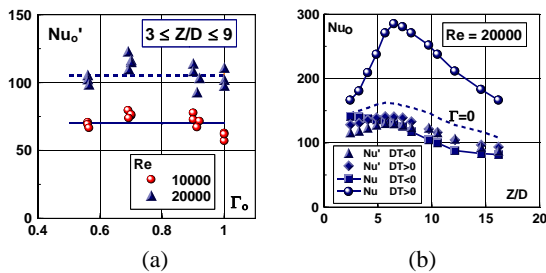 150
100
50
0
Nuo'
3 ≤ Z/D ≤ 9
Re
10000
20000
Γo
0.4 0.6 0.8 1.0
(a)
300
200
100
0
Nuo
Re = 20000
Γ=0
Nu' DT<0
Nu' DT>0
Nu DT<0
Nu DT>0
Z/D
0 5 10 15 20
(b)